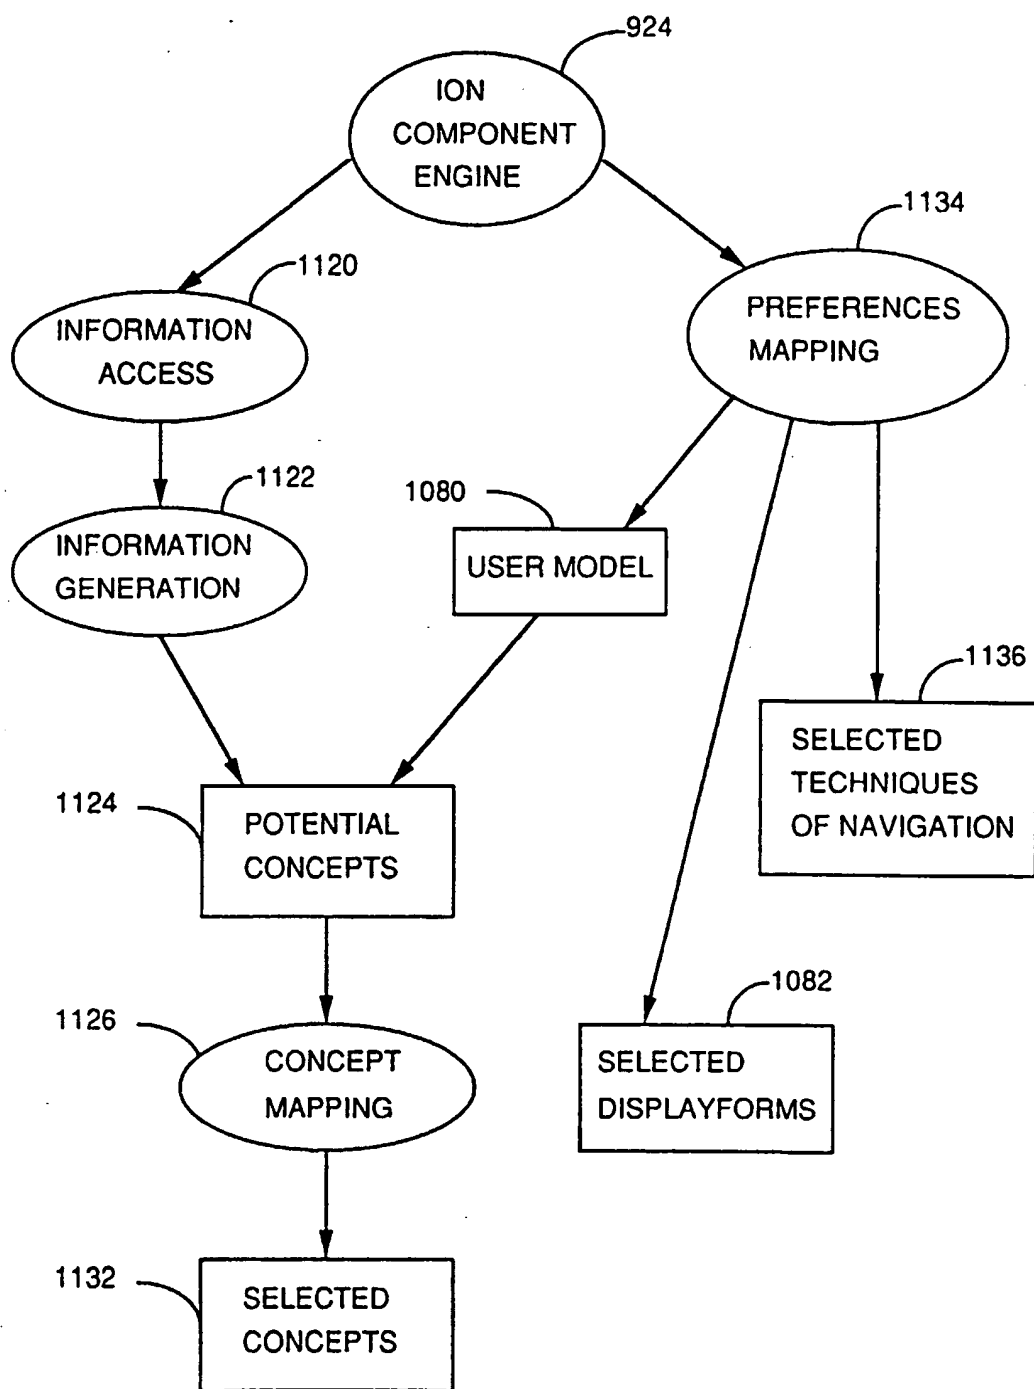 924
ION
COMPONENT
ENGINE
1134
PREFERENCES
MAPPING
1120
INFORMATION
ACCESS
1122
INFORMATION
GENERATION
1080
USER MODEL
1136
SELECTED
TECHNIQUES
OF NAVIGATION
1124
POTENTIAL
CONCEPTS
1082
SELECTED
DISPLAYFORMS
1126
CONCEPT
MAPPING
1132
SELECTED
CONCEPTS